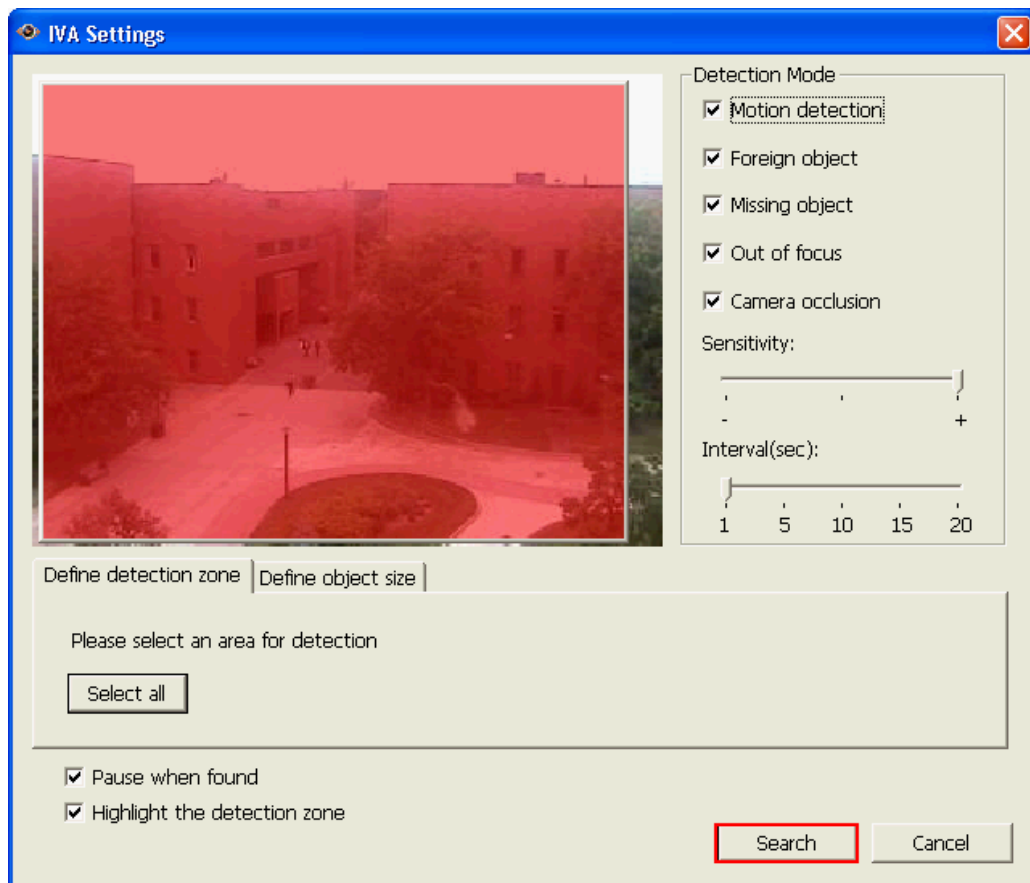 IVA Settings
Detection Mode
Motion detection
Foreign object
Missing object
Out of focus
Camera occlusion
Sensitivity:
- +
Interval(sec):
1 5 10 15 20
Define detection zone Define object size
Please select an area for detection
Select all
Pause when found
Highlight the detection zone
Search Cancel